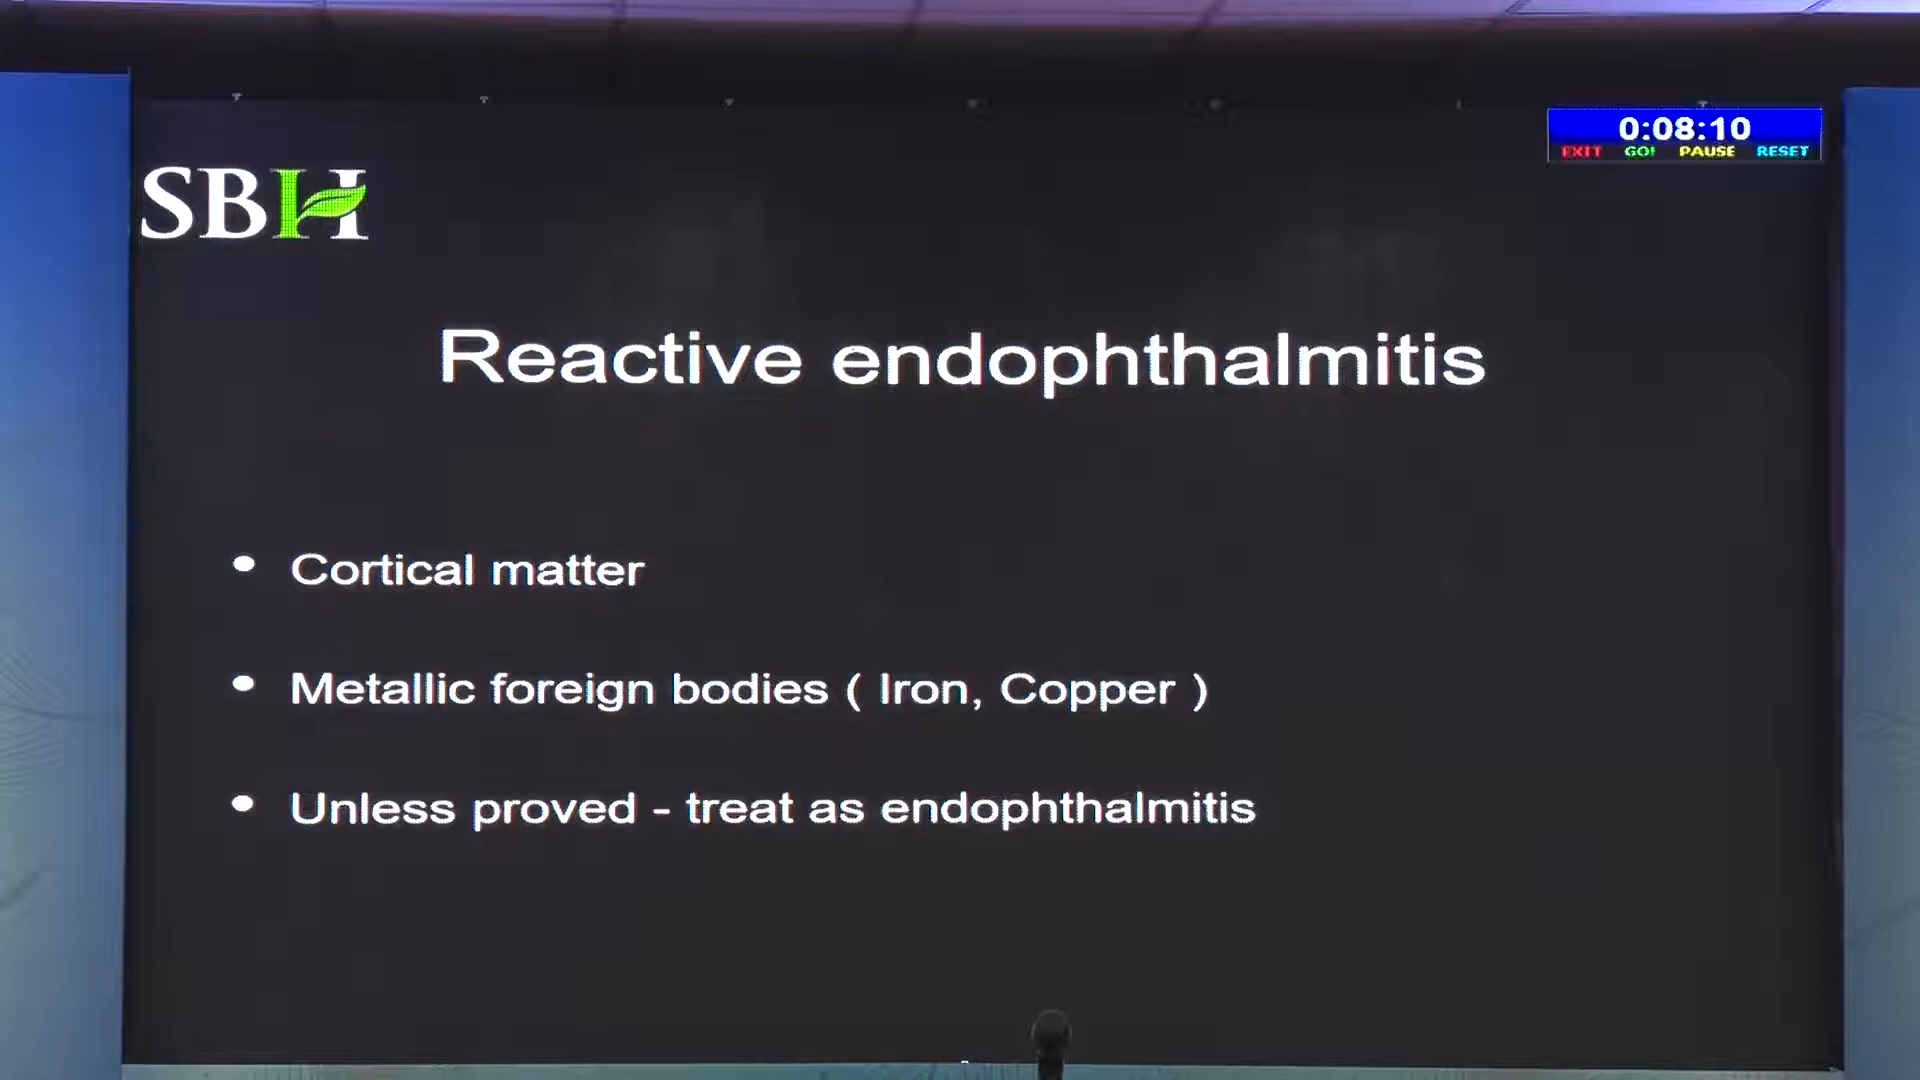 0:08:10
EXIT GO! PAUSE RESET
SBH
Reactive endophthalmitis
• Cortical matter
• Metallic foreign bodies ( Iron, Copper )
• Unless proved - treat as endophthalmitis